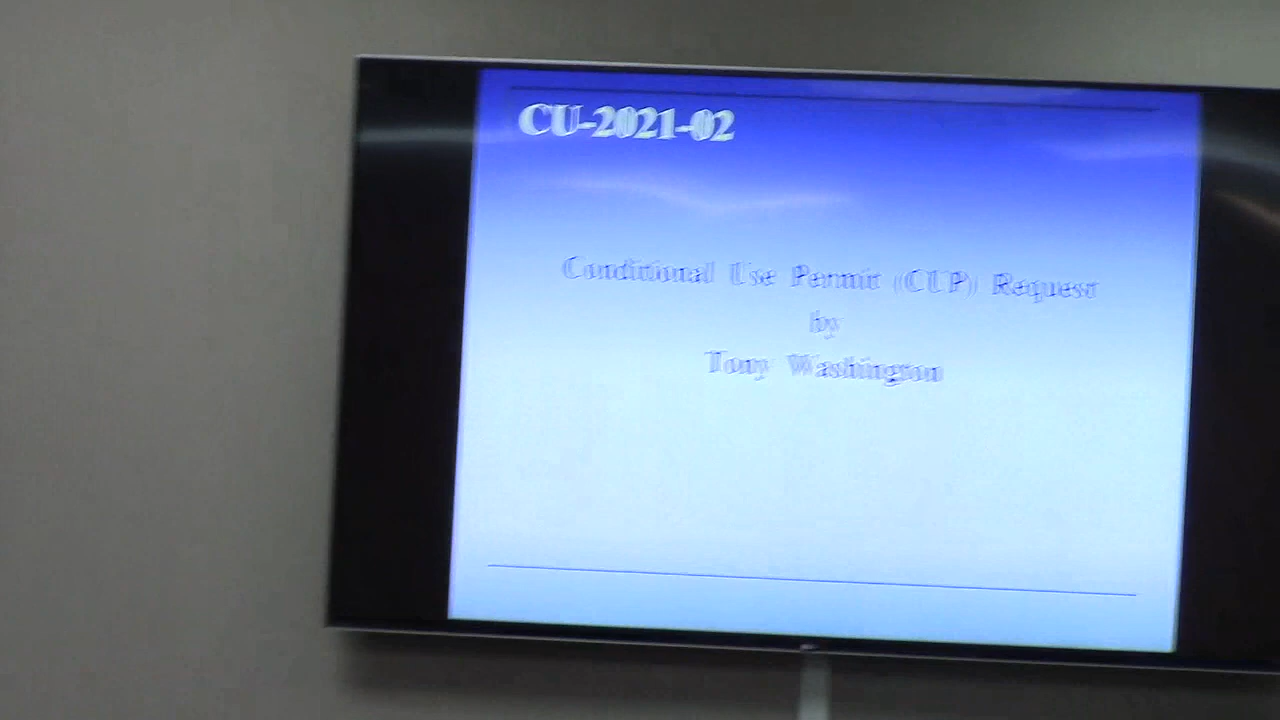 CU-2021-02
Conditional Use Permit (CUP) Request
by
Tony Washington